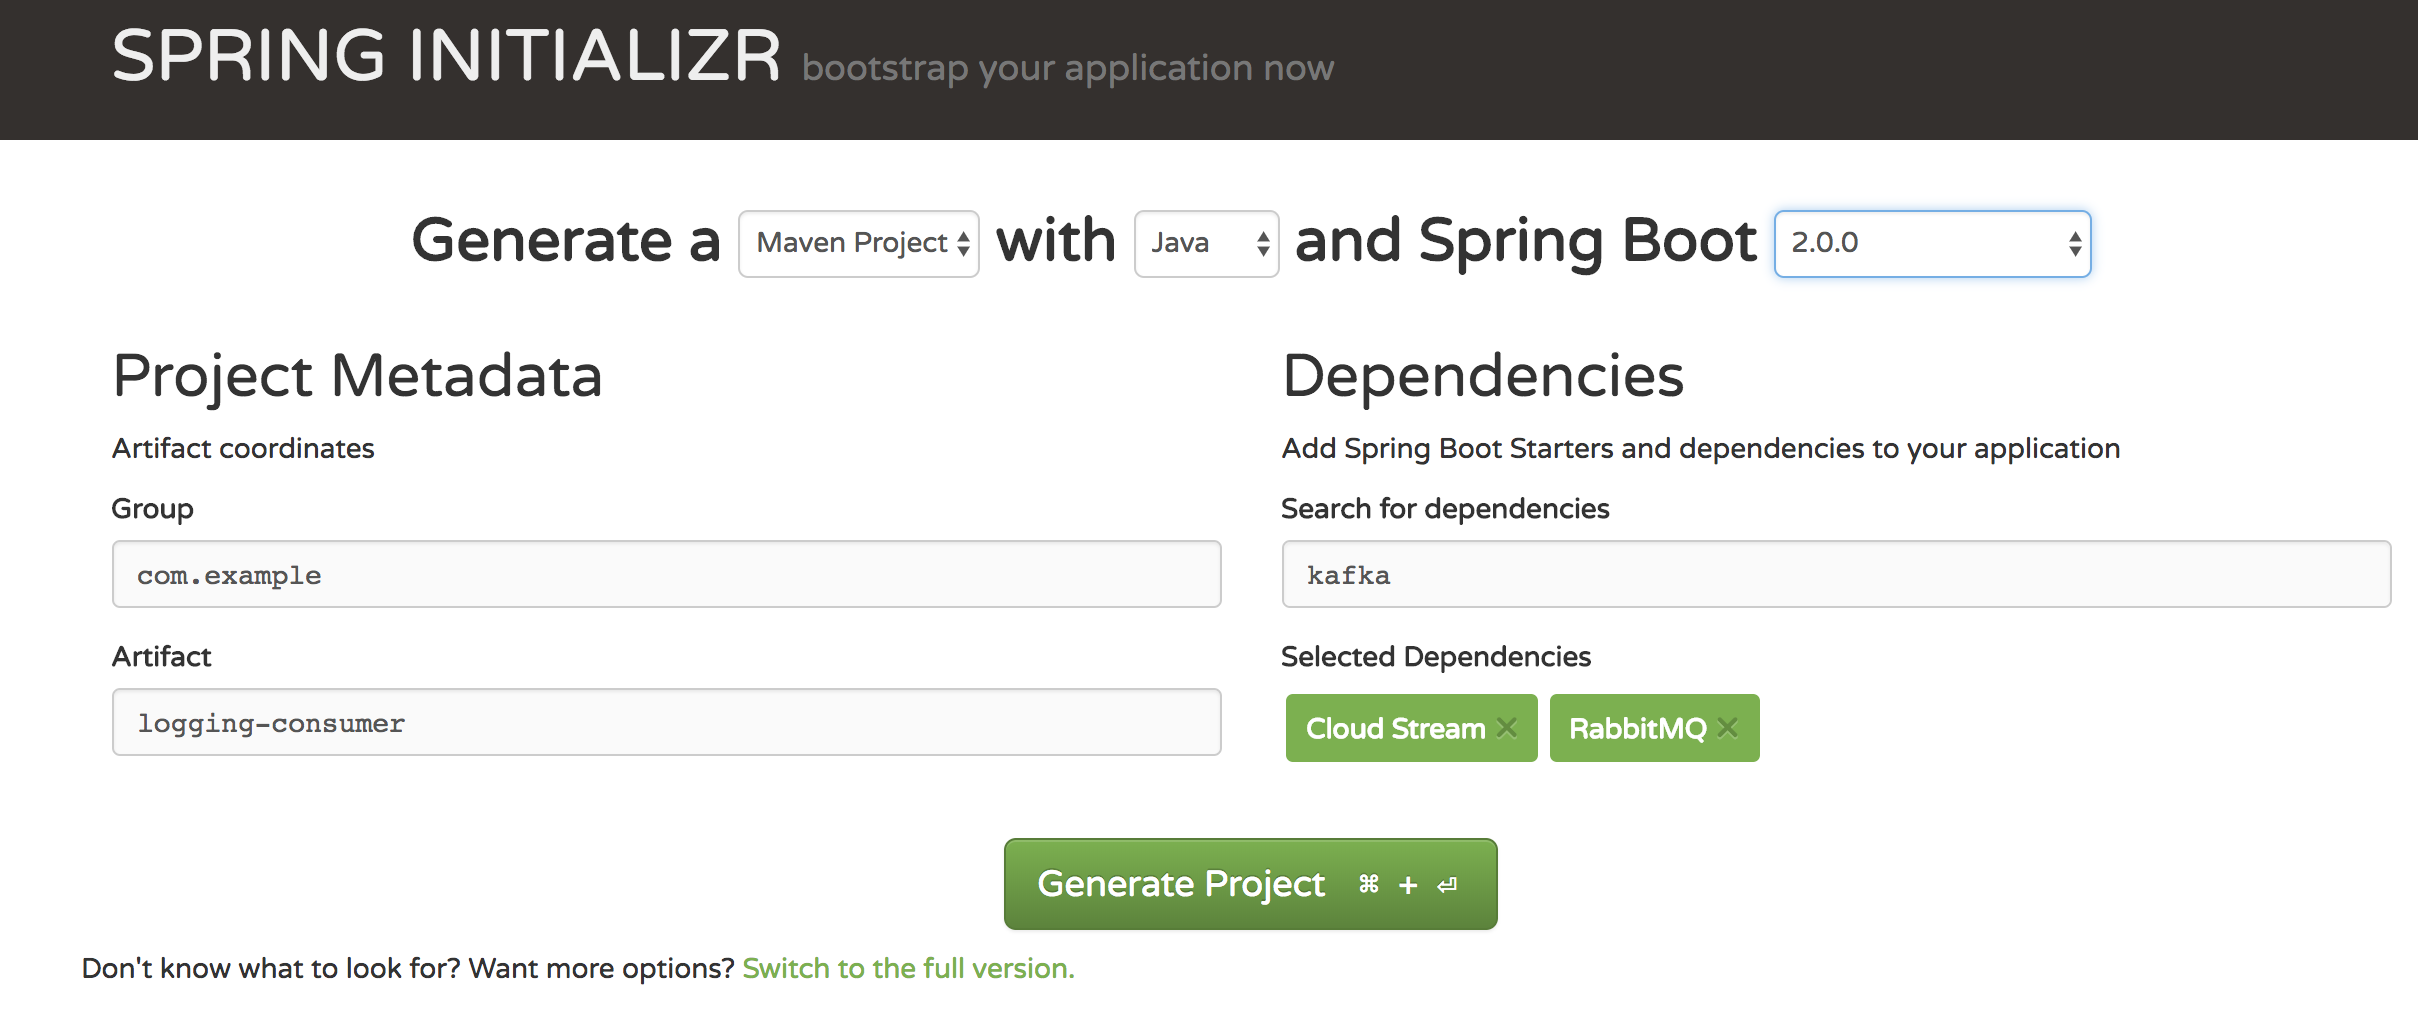 SPRING INITIALIZR bootstrap your application now
Generate a Maven Project with Java and Spring Boot 2.0.0
Project Metadata
Artifact coordinates
Group
com.example
Artifact
logging-consumer
Dependencies
Add Spring Boot Starters and dependencies to your application
Search for dependencies
kafka
Selected Dependencies
Cloud Stream × RabbitMQ ×
Generate Project ⌘ + ⏎
Don't know what to look for? Want more options? Switch to the full version.